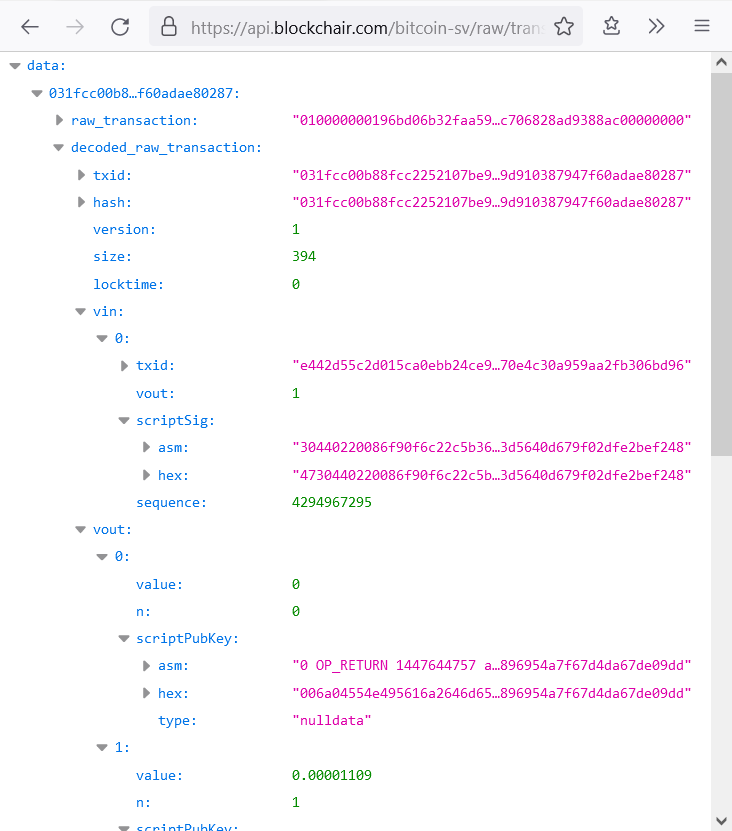 https://api.blockchair.com/bitcoin-sv/raw/trans
data:
031fcc00b8…f60adae80287:
raw_transaction: "010000000196bd06b32faa59…c706828ad9388ac00000000"
decoded_raw_transaction:
txid: "031fcc00b88fcc2252107be9…9d910387947f60adae80287"
hash: "031fcc00b88fcc2252107be9…9d910387947f60adae80287"
version: 1
size: 394
locktime: 0
vin:
0:
txid: "e442d55c2d015ca0ebb24ce9…70e4c30a959aa2fb306bd96"
vout: 1
scriptSig:
asm: "30440220086f90f6c22c5b36…3d5640d679f02dfe2bef248"
hex: "4730440220086f90f6c22c5b…3d5640d679f02dfe2bef248"
sequence: 4294967295
vout:
0:
value: 0
n: 0
scriptPubKey:
asm: "0 OP_RETURN 1447644757 a…896954a7f67d4da67de09dd"
hex: "006a04554e495616a2646d65…896954a7f67d4da67de09dd"
type: "nulldata"
1:
value: 0.00001109
n: 1
scriptPubKey: